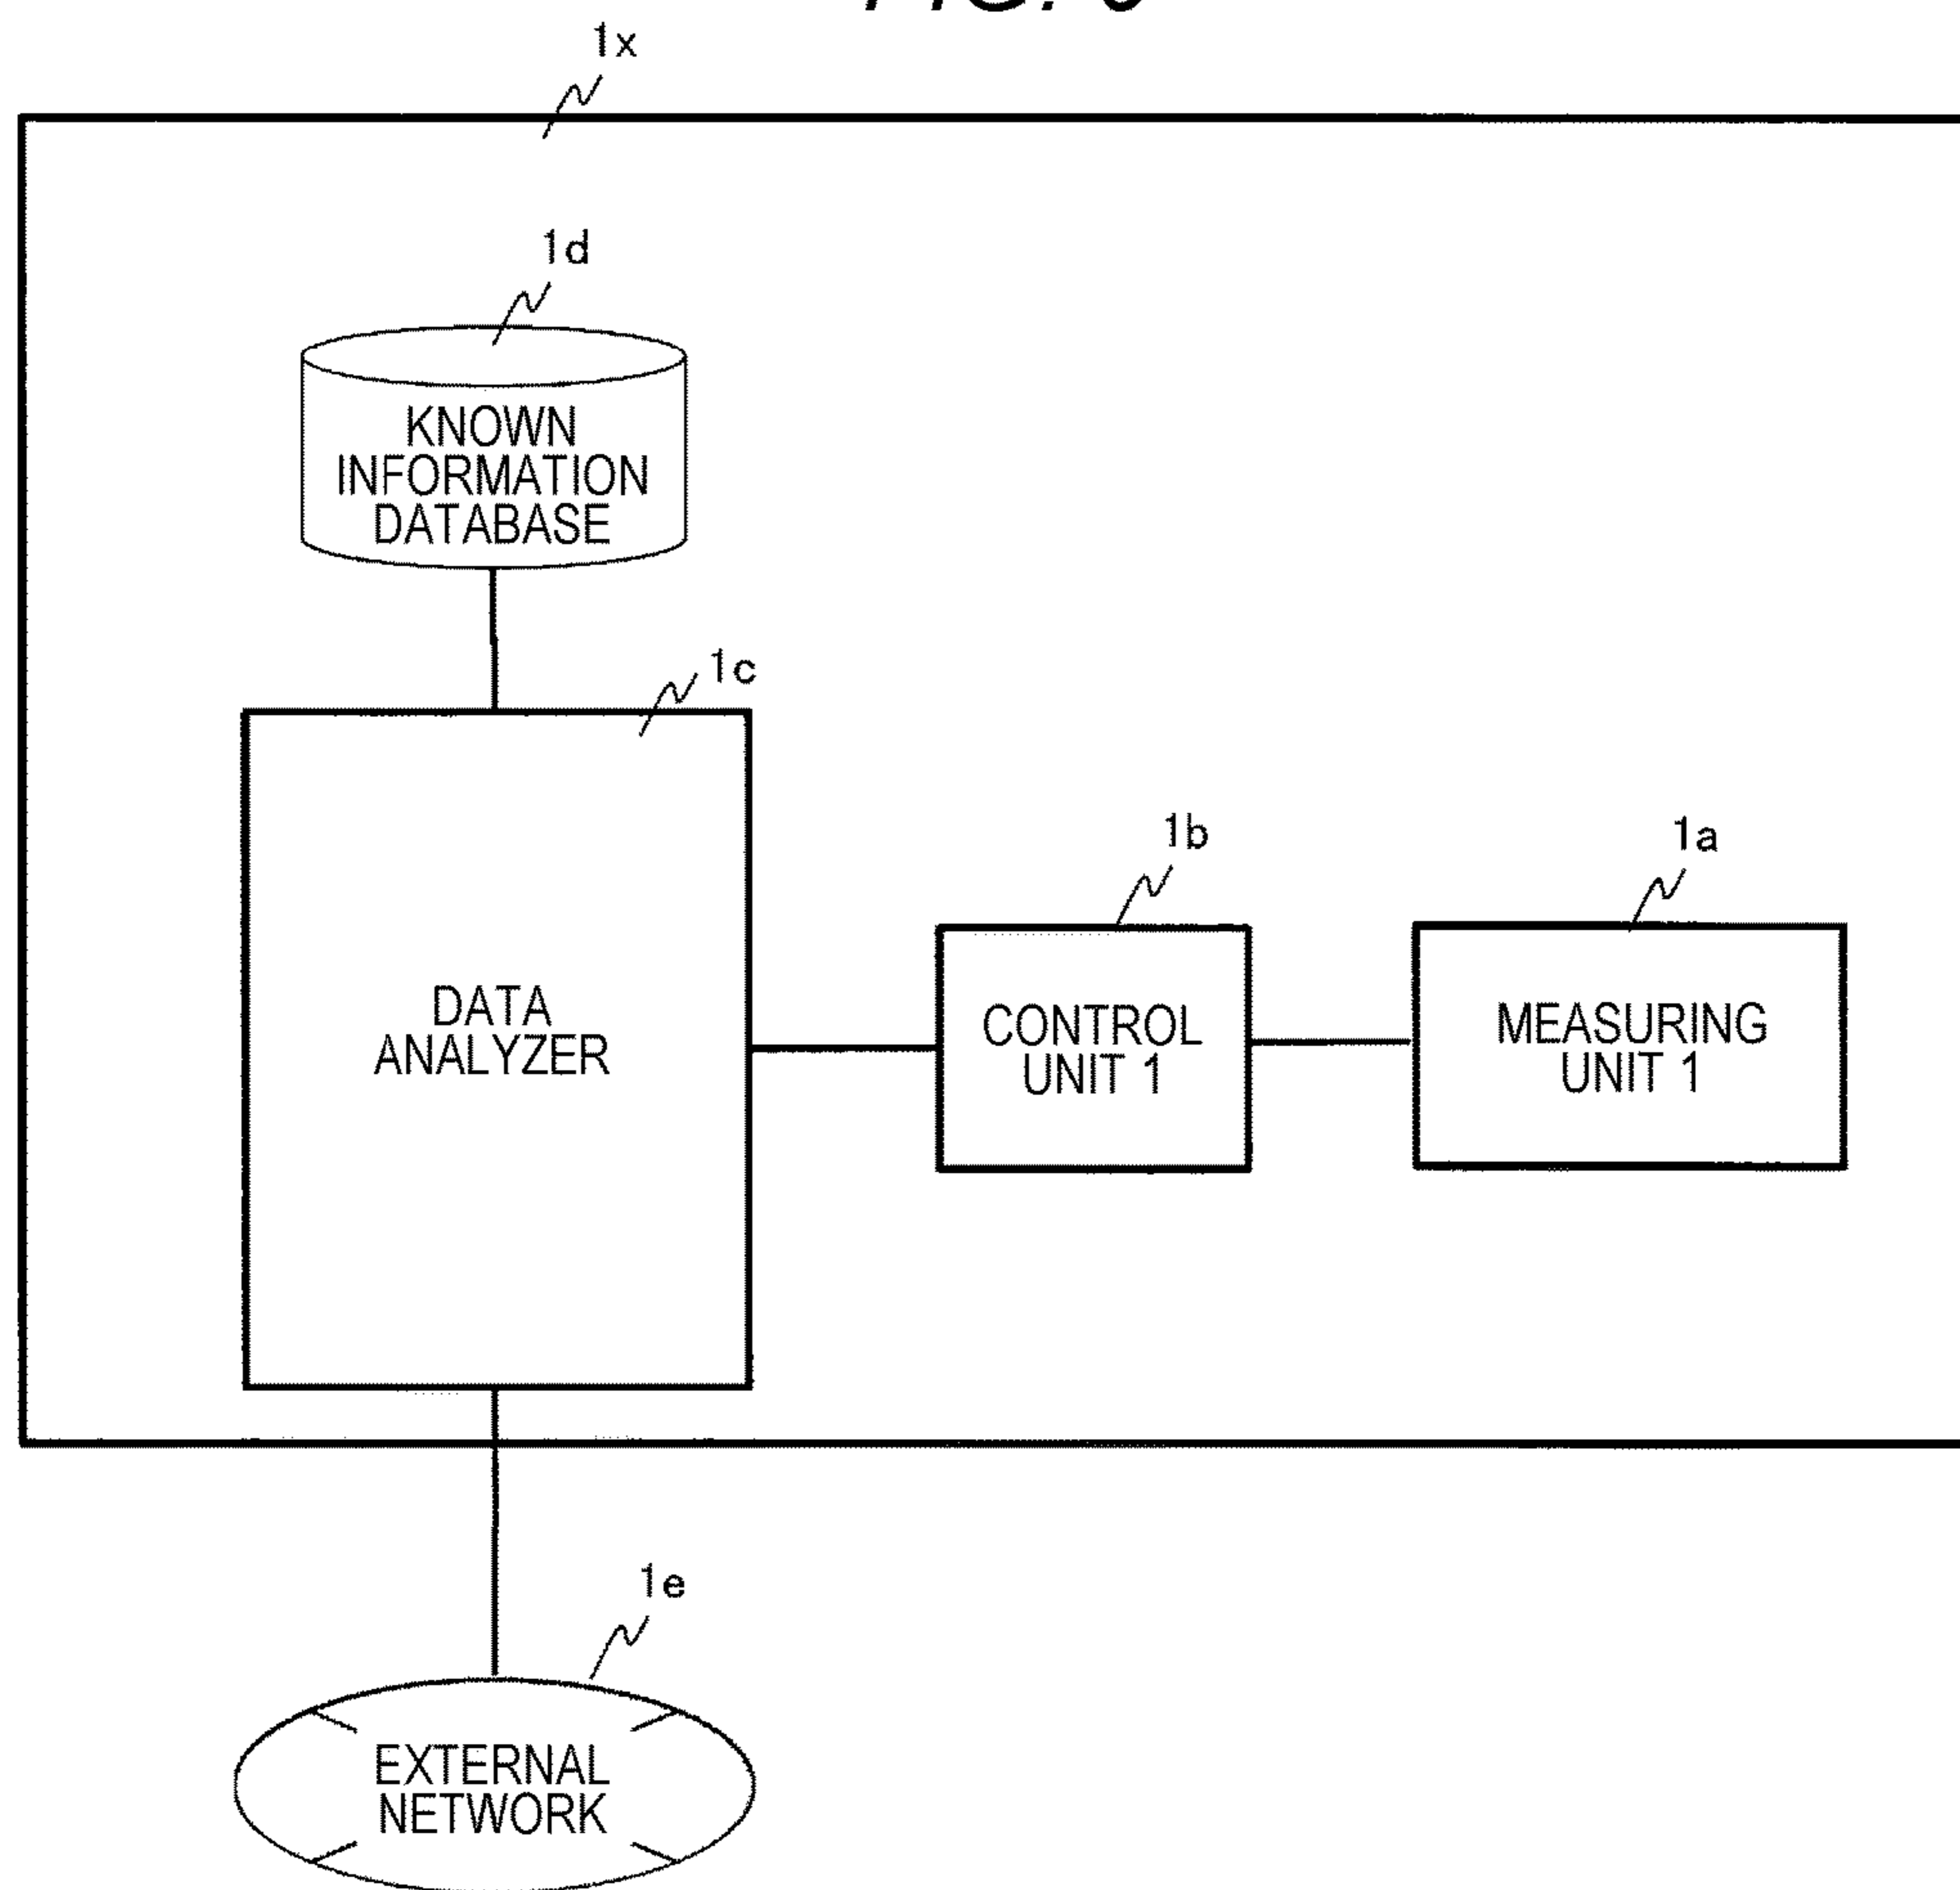 FIG.
1x
1d
KNOWN
INFORMATION
DATABASE
1c
DATA
ANALYZER
1b
CONTROL
UNIT 1
1a
MEASURING
UNIT 1
1e
EXTERNAL
NETWORK